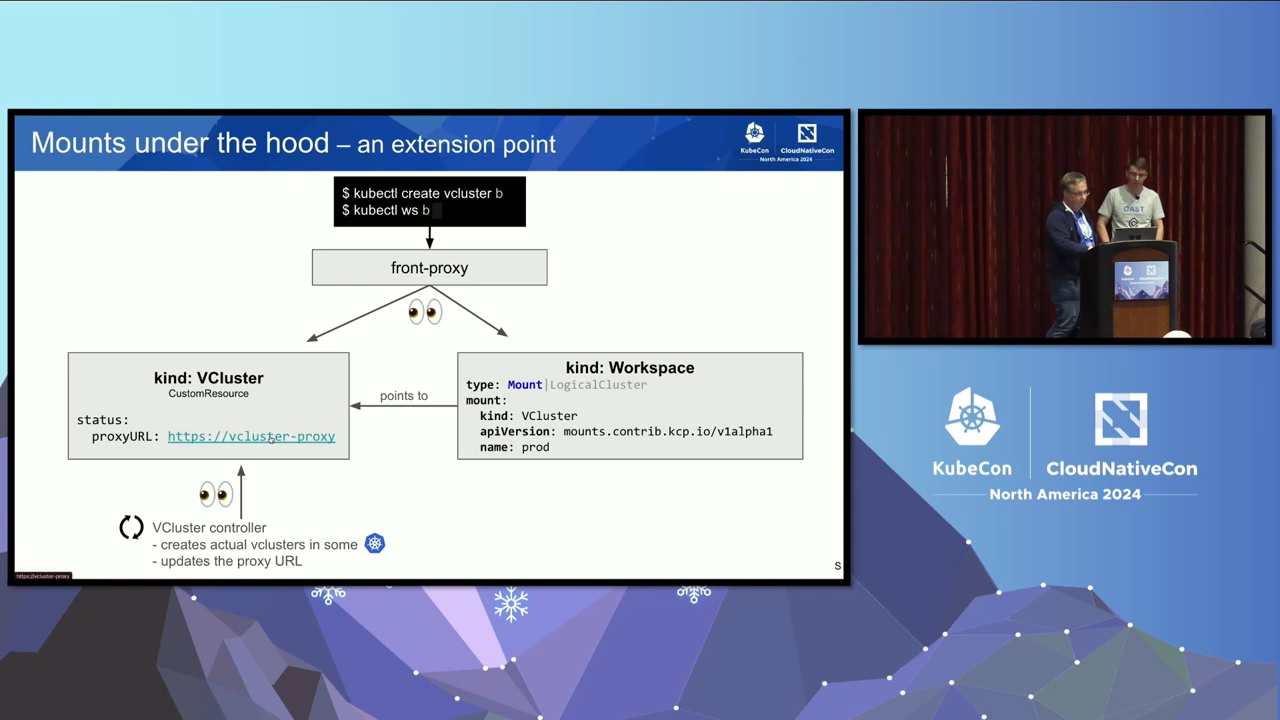 Mounts under the hood – an extension point
KubeCon
CloudNativeCon
North America 2024
$ kubectl create vcluster b
$ kubectl ws b
front-proxy
kind: VCluster
CustomResource
status:
proxyURL: https://vcluster-proxy
points to
kind: Workspace
type: Mount|LogicalCluster
mount:
kind: VCluster
apiVersion: mounts.contrib.kcp.io/v1alpha1
name: prod
VCluster controller
- creates actual vclusters in some
- updates the proxy URL
https://vcluster-proxy
S
KubeCon
CloudNativeCon
North America 2024